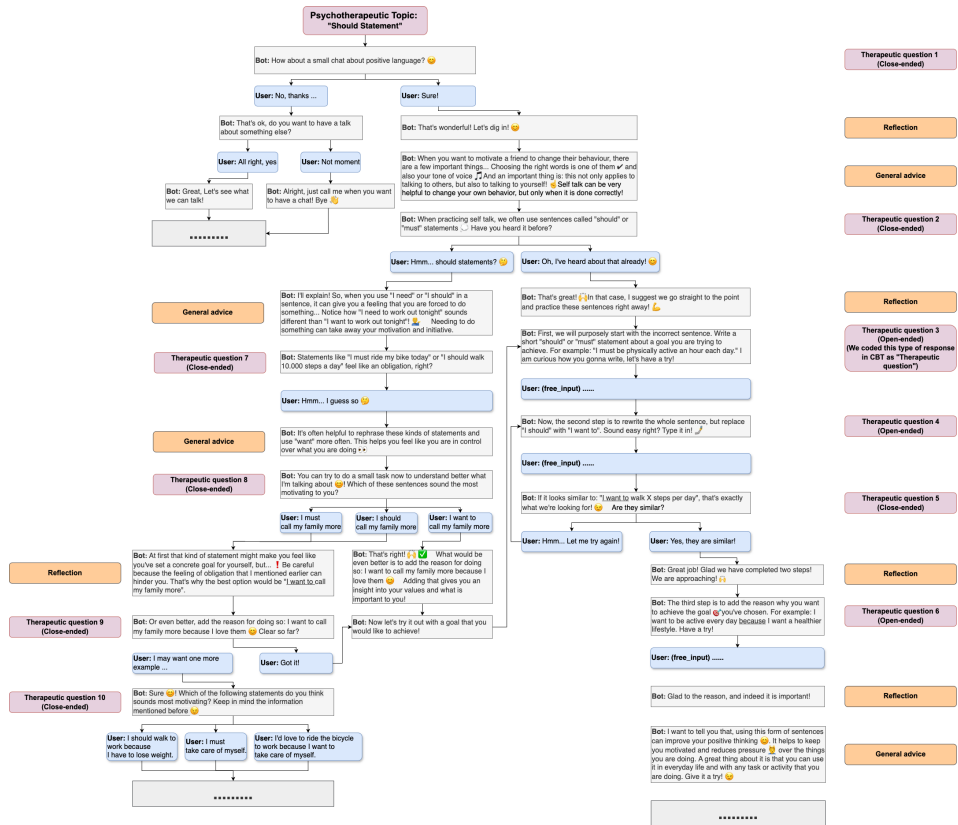 Psychotherapeutic Topic:
"Should Statement"
Bot: How about a small chat about positive language? 😊
Therapeutic question 1
(Close-ended)
User: No, thanks ...
User: Sure!
Bot: That's ok, do you want to have a talk
about something else?
Bot: That's wonderful! Let's dig in! 😊
Reflection
User: All right, yes
User: Not moment
Bot: Great, Let's see what
we can talk!
Bot: Alright, just call me when you want
to have a chat! Bye 👋
Bot: When you want to motivate a friend to change their behaviour, there
are a few important things... Choosing the right words is one of them ✔ and
also your tone of voice 🎵 And an important thing is: this not only applies to
talking to others, but also to talking to yourself! ☝ Self talk can be very
helpful to change your own behavior, but only when it is done correctly!
General advice
.........
Bot: When practicing self talk, we often use sentences called "should" or
"must" statements 💭 Have you heard it before?
Therapeutic question 2
(Close-ended)
User: Hmm... should statements? 🤔
User: Oh, I've heard about that already! 😊
General advice
Bot: I'll explain! So, when you use "I need" or "I should" in a
sentence, it can give you a feeling that you are forced to do
something... Notice how "I need to work out tonight" sounds
different than "I want to work out tonight"! Needing to do
something can take away your motivation and initiative.
Bot: That's great! 🙌 In that case, I suggest we go straight to the point
and practice these sentences right away! 💪
Reflection
Therapeutic question 7
(Close-ended)
Bot: Statements like "I must ride my bike today" or "I should walk
10.000 steps a day" feel like an obligation, right?
Bot: First, we will purposely start with the incorrect sentence. Write a
short "should" or "must" statement about a goal you are trying to
achieve. For example: "I must be physically active an hour each day." I
am curious how you gonna write, let's have a try!
Therapeutic question 3
(Open-ended)
(We coded this type of response
in CBT as "Therapeutic
question")
User: Hmm... I guess so 🤔
User: (free_input) ......
General advice
Bot: It's often helpful to rephrase these kinds of statements and
use "want" more often. This helps you feel like you are in control
over what you are doing 👀
Bot: Now, the second step is to rewrite the whole sentence, but replace
"I should" with "I want to". Sound easy right? Type it in! 🤳
Therapeutic question 4
(Open-ended)
User: (free_input) ......
Therapeutic question 8
(Close-ended)
Bot: You can try to do a small task now to understand better what
I'm talking about 😊! Which of these sentences sound the most
motivating to you?
Bot: If it looks similar to: "I want to walk X steps per day", that's exactly
what we're looking for! 😉 Are they similar?
Therapeutic question 5
(Close-ended)
User: I must
call my family more
User: I should
call my family more
User: I want to
call my family more
User: Hmm... Let me try again!
User: Yes, they are similar!
Reflection
Bot: At first that kind of statement might make you feel like
you've set a concrete goal for yourself, but... ❗ Be careful
because the feeling of obligation that I mentioned earlier can
hinder you. That's why the best option would be "I want to call
my family more".
Bot: That's right! 🙌 ✅ What would be
even better is to add the reason for doing
so: I want to call my family more because I
love them 😊 Adding that gives you an
insight into your values and what is
important to you!
Bot: Great job! Glad we have completed two steps!
We are approaching! 🙌
Reflection
Therapeutic question 9
(Close-ended)
Bot: Or even better, add the reason for doing so: I want to call
my family more because I love them 😊 Clear so far?
Bot: Now let's try it out with a goal that you
would like to achieve!
Bot: The third step is to add the reason why you want
to achieve the goal 🎯 you've chosen. For example: I
want to be active every day because I want a healthier
lifestyle. Have a try!
Therapeutic question 6
(Open-ended)
User: I may want one more
example ...
User: Got it!
User: (free_input) ......
Therapeutic question 10
(Close-ended)
Bot: Sure 😊! Which of the following statements do you think
sounds most motivating? Keep in mind the information
mentioned before 😉
Bot: Glad to the reason, and indeed it is important!
Reflection
User: I should walk to
work because
I have to lose weight.
User: I must
take care of myself.
User: I'd love to ride the bicycle
to work because I want to
take care of myself.
Bot: I want to tell you that, using this form of sentences
can improve your positive thinking 😊. It helps to keep
you motivated and reduces pressure 💆 over the things
you are doing. A great thing about it is that you can use
it in everyday life and with any task or activity that you
are doing. Give it a try! 😉
General advice
.........
.........